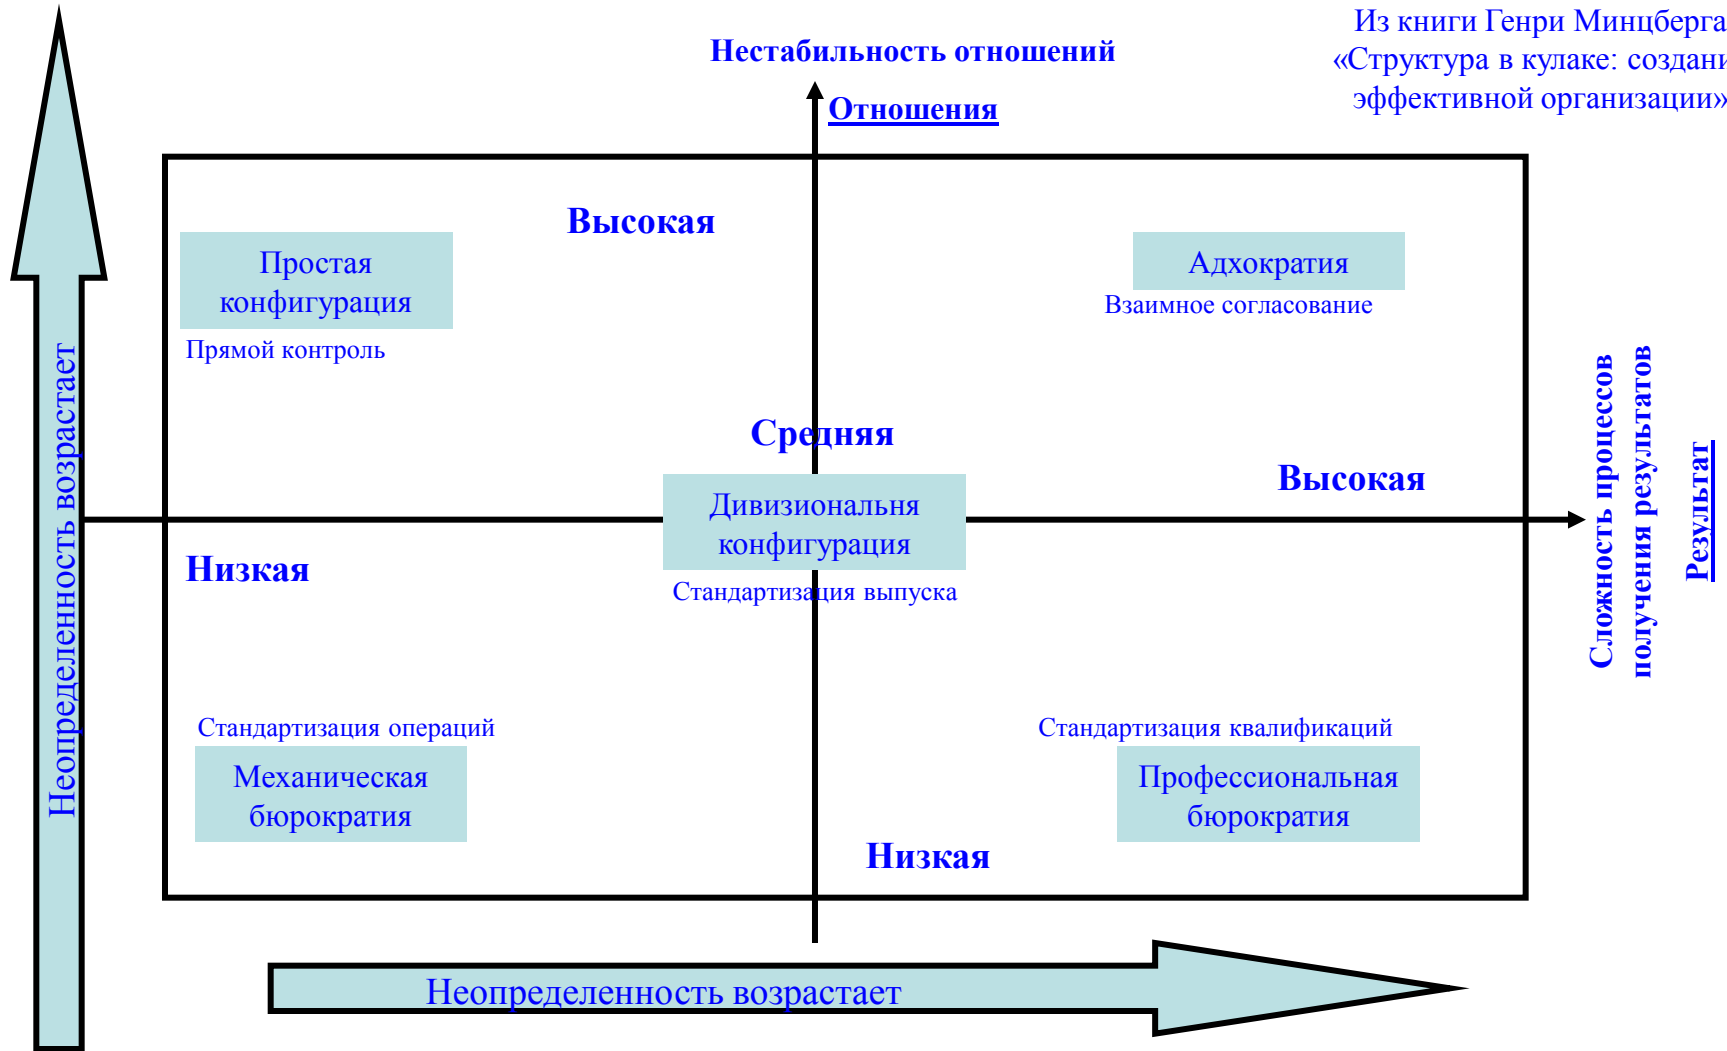 Из книги Генри Минцберга
«Структура в кулаке: создани
эффективной организации»
Нестабильность отношений
Отношения
Высокая
Простая
конфигурация
Прямой контроль
Адхократия
Взаимное согласование
Неопределенность возрастает
Средняя
Дивизиональня
конфигурация
Стандартизация выпуска
Высокая
Низкая
Сложность процессов
получения результатов
Результат
Стандартизация операций
Механическая
бюрократия
Стандартизация квалификаций
Профессиональная
бюрократия
Низкая
Неопределенность возрастает